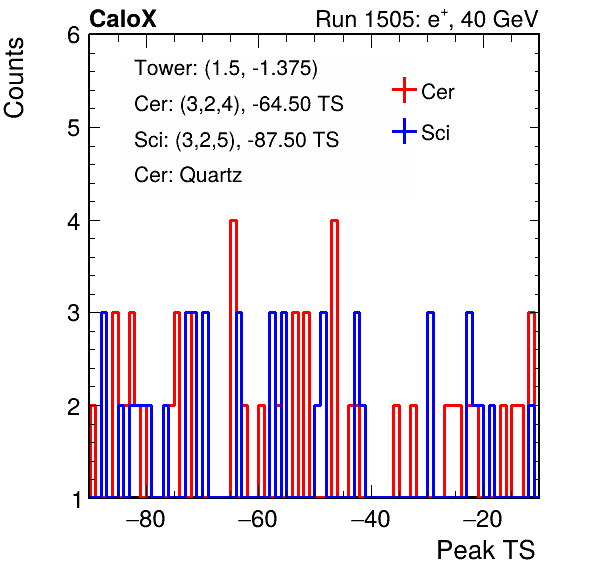 CaloX Run 1505: e⁺, 40 GeV
Counts
6
Tower: (1.5, -1.375)
Cer: (3,2,4), -64.50 TS
Sci: (3,2,5), -87.50 TS
Cer: Quartz
Cer
Sci
5
4
3
2
1
−80 −60 −40 −20
Peak TS